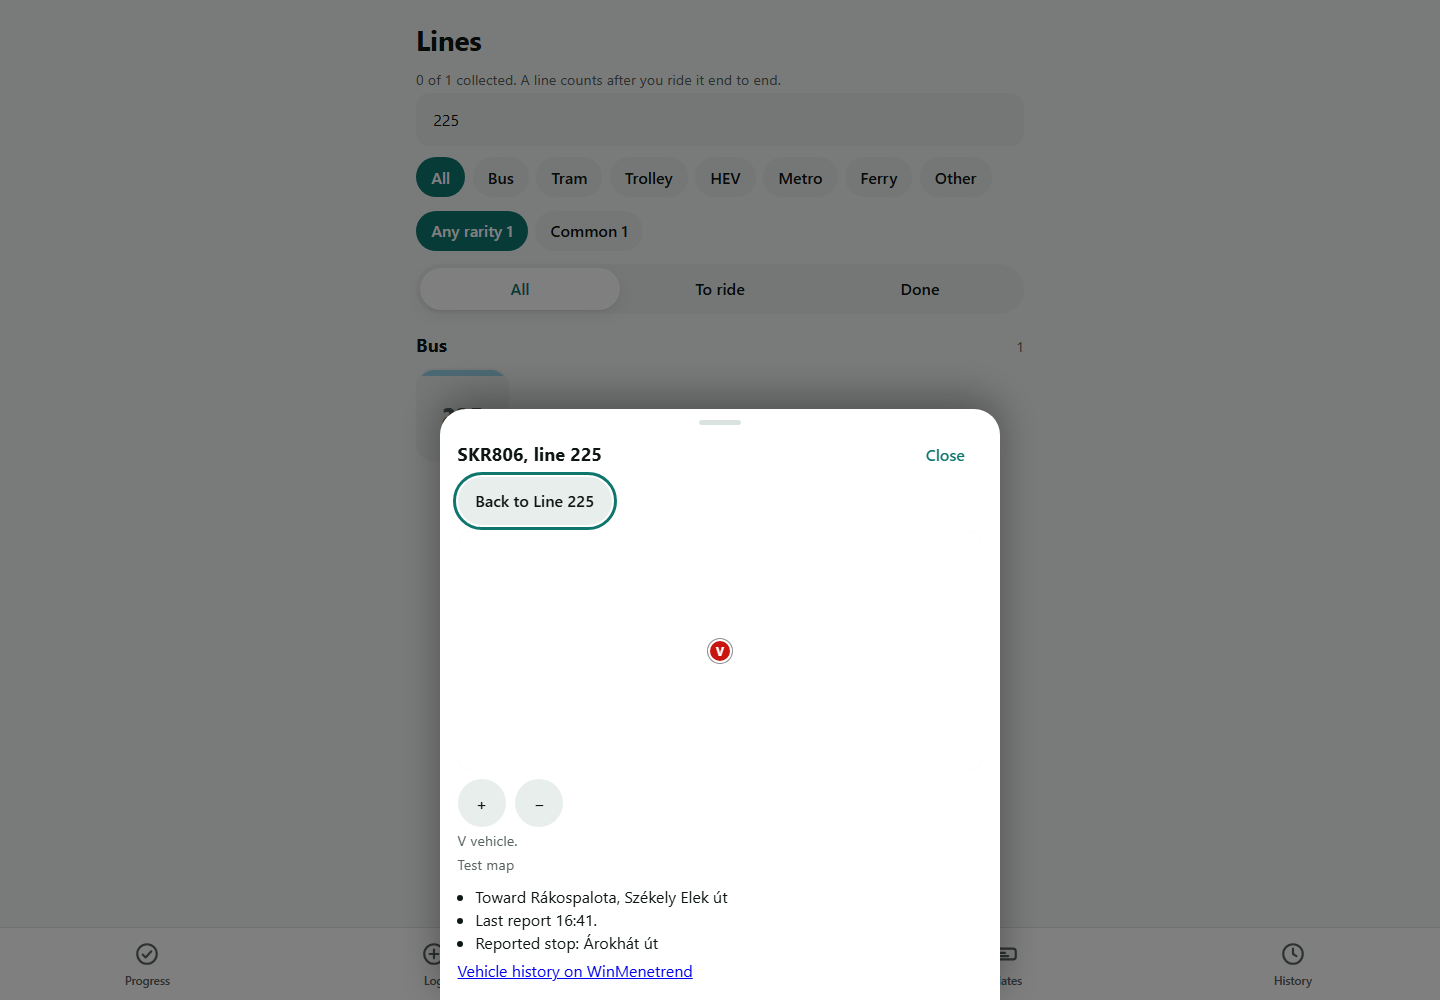 Lines
0 of 1 collected. A line counts after you ride it end to end.
225
All Bus Tram Trolley HEV Metro Ferry Other
Any rarity 1 Common 1
All To ride Done
Bus 1
SKR806, line 225 Close
Back to Line 225
V
+ −
V vehicle.
Test map
Toward Rákospalota, Székely Elek út
Last report 16:41.
Reported stop: Árokhát út
Vehicle history on WinMenetrend
Progress History